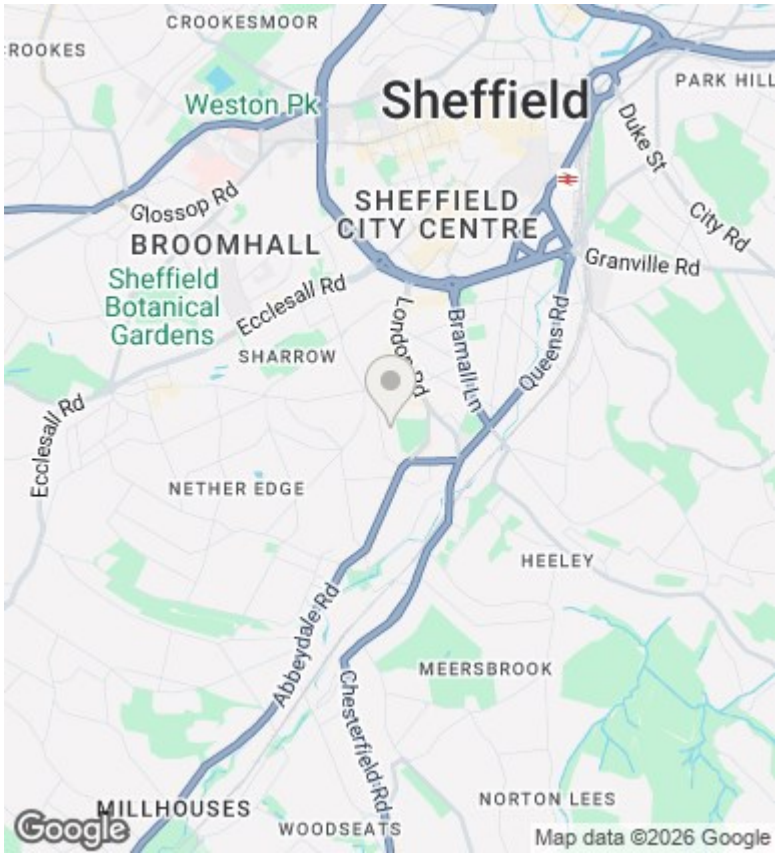 CROOKESMOOR
CROOKES
PARK HILL
Weston Pk
Sheffield
Duke St
Glossop Rd
SHEFFIELD
CITY CENTRE
City Rd
BROOMHALL
Granville Rd
Sheffield
Botanical
Gardens
Ecclesall Rd
London Rd
Bramall Ln
Queens Rd
SHARROW
Ecclesall Rd
NETHER EDGE
HEELEY
Abbeydale Rd
MEERSBROOK
Chesterfield Rd
MILLHOUSES
NORTON LEES
WOODSEATS
Google
Map data ©2026 Google